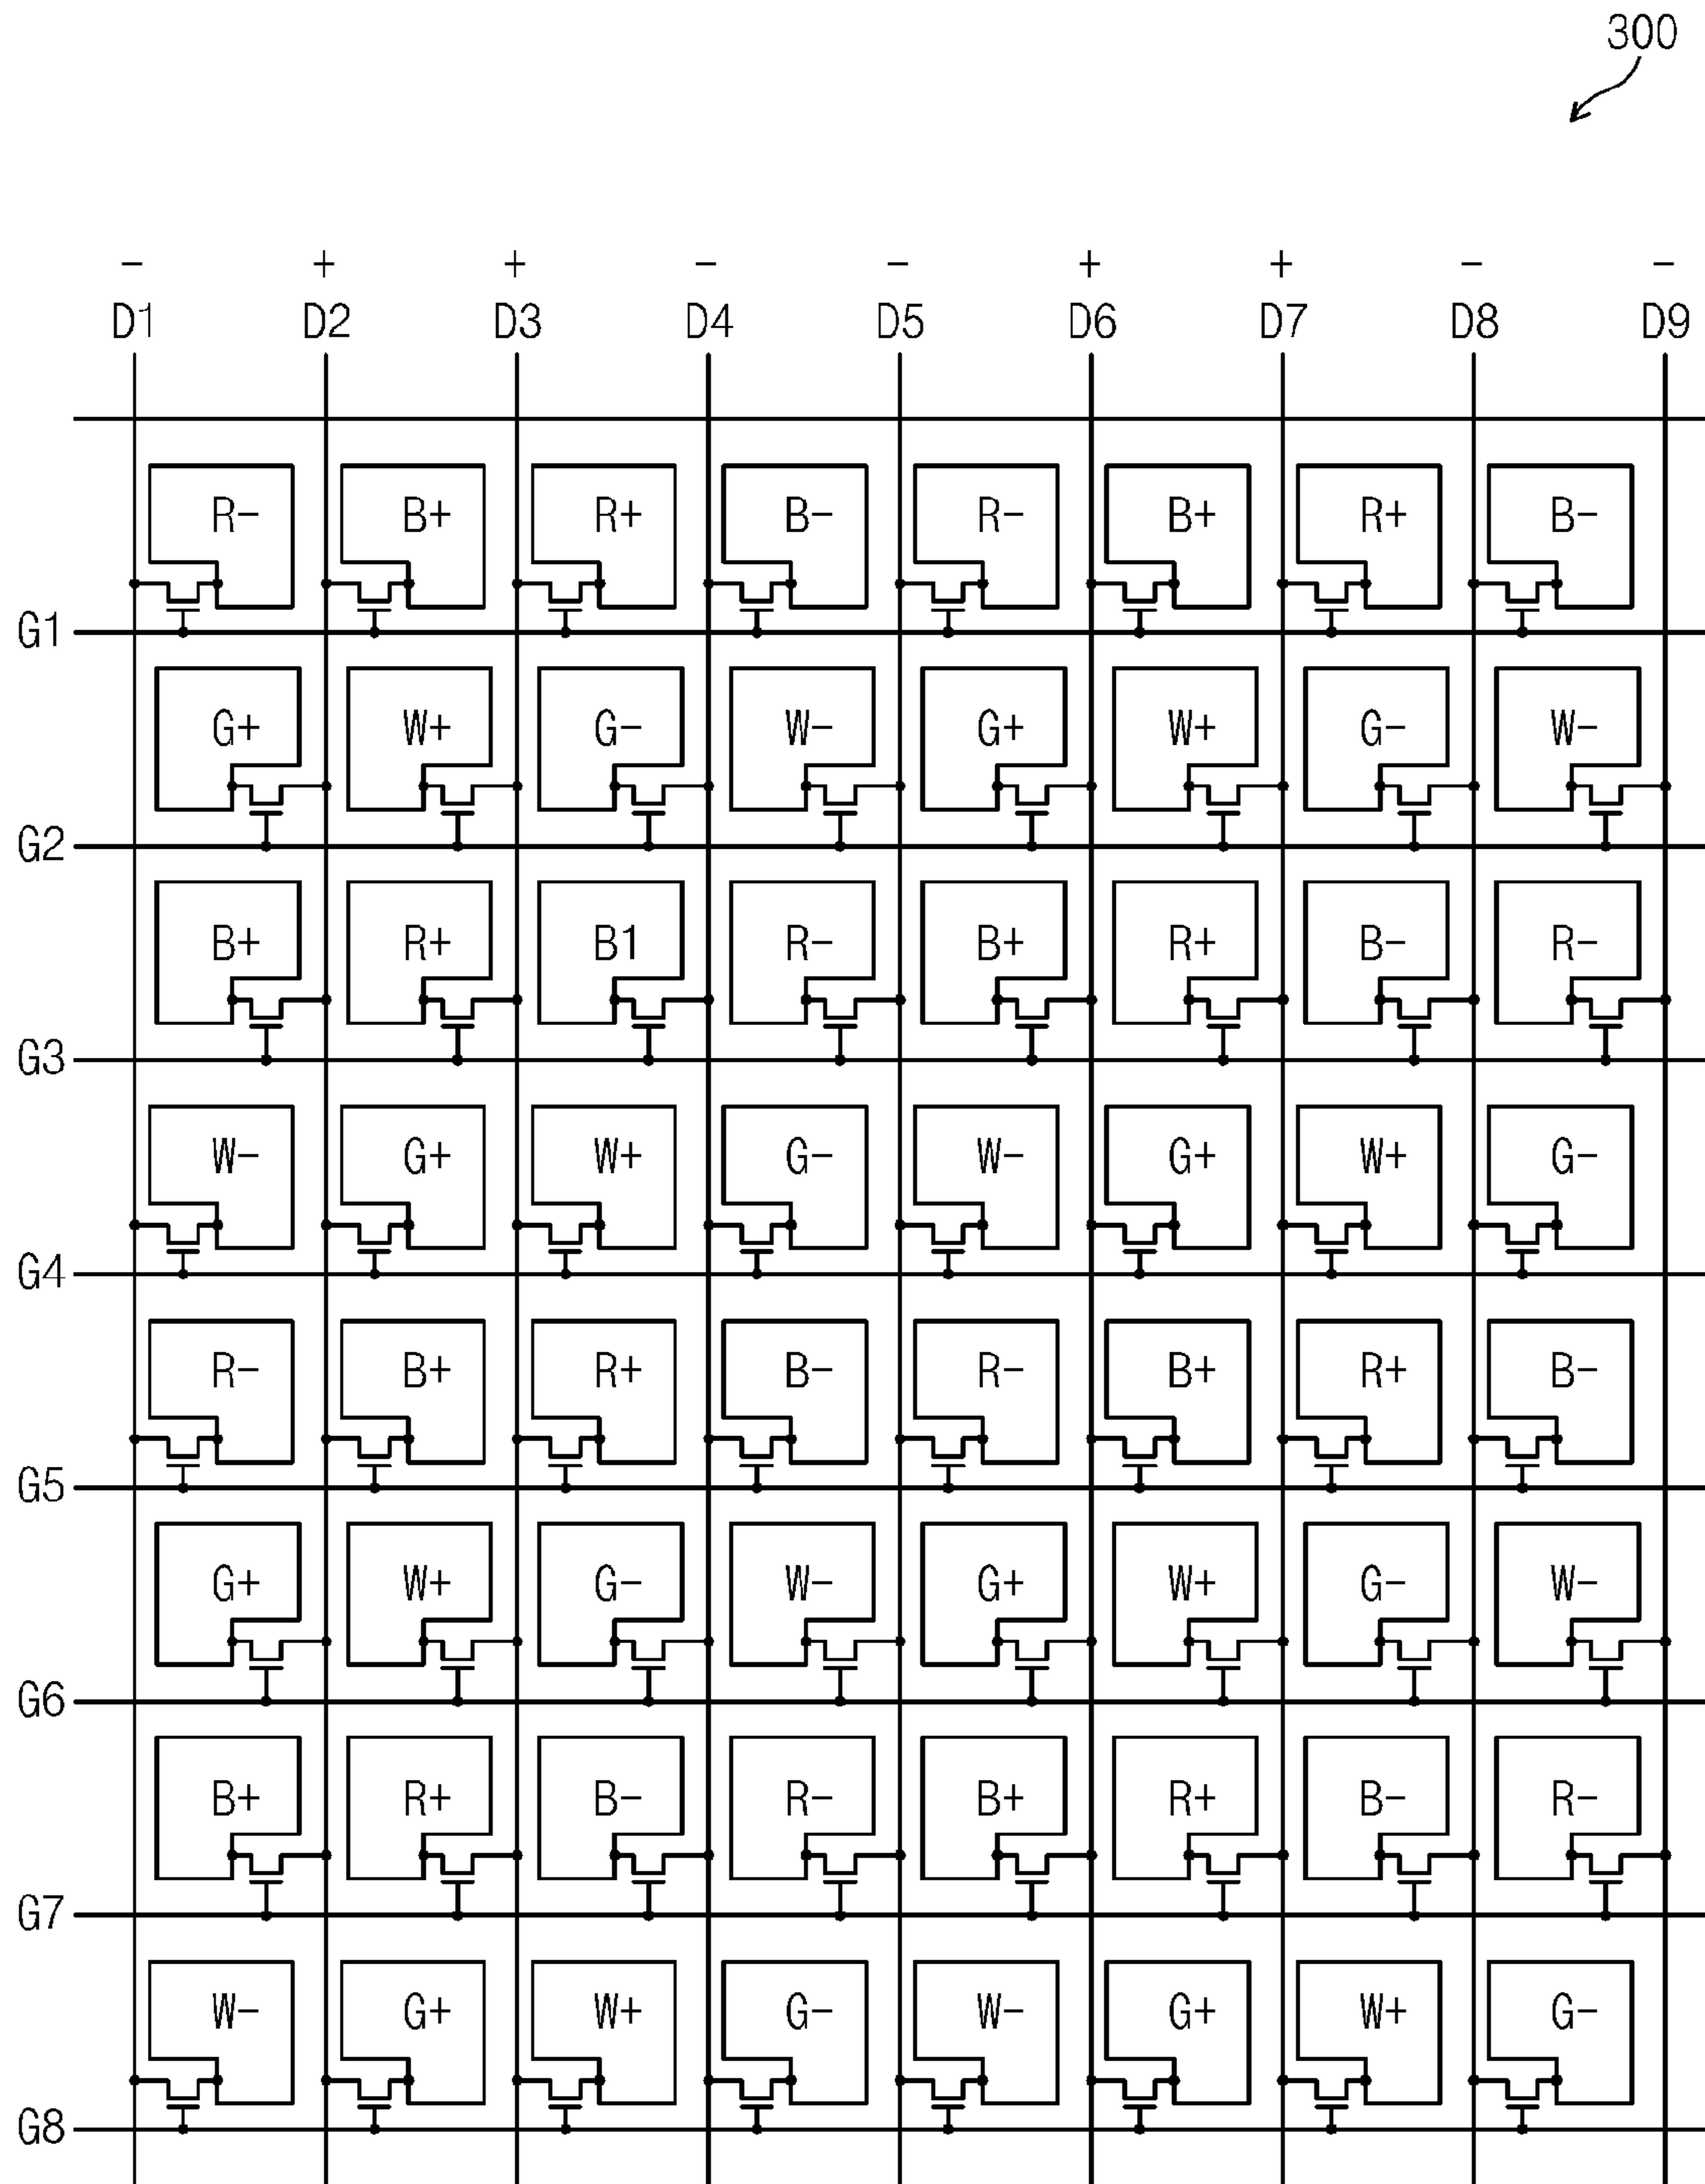 300
- + + - - + + - -
D1 D2 D3 D4 D5 D6 D7 D8 D9
R- B+ R+ B- R- B+ R+ B-
G1
G+ W+ G- W- G+ W+ G- W-
G2
B+ R+ B1 R- B+ R+ B- R-
G3
W- G+ W+ G- W- G+ W+ G-
G4
R- B+ R+ B- R- B+ R+ B-
G5
G+ W+ G- W- G+ W+ G- W-
G6
B+ R+ B- R- B+ R+ B- R-
G7
W- G+ W+ G- W- G+ W+ G-
G8